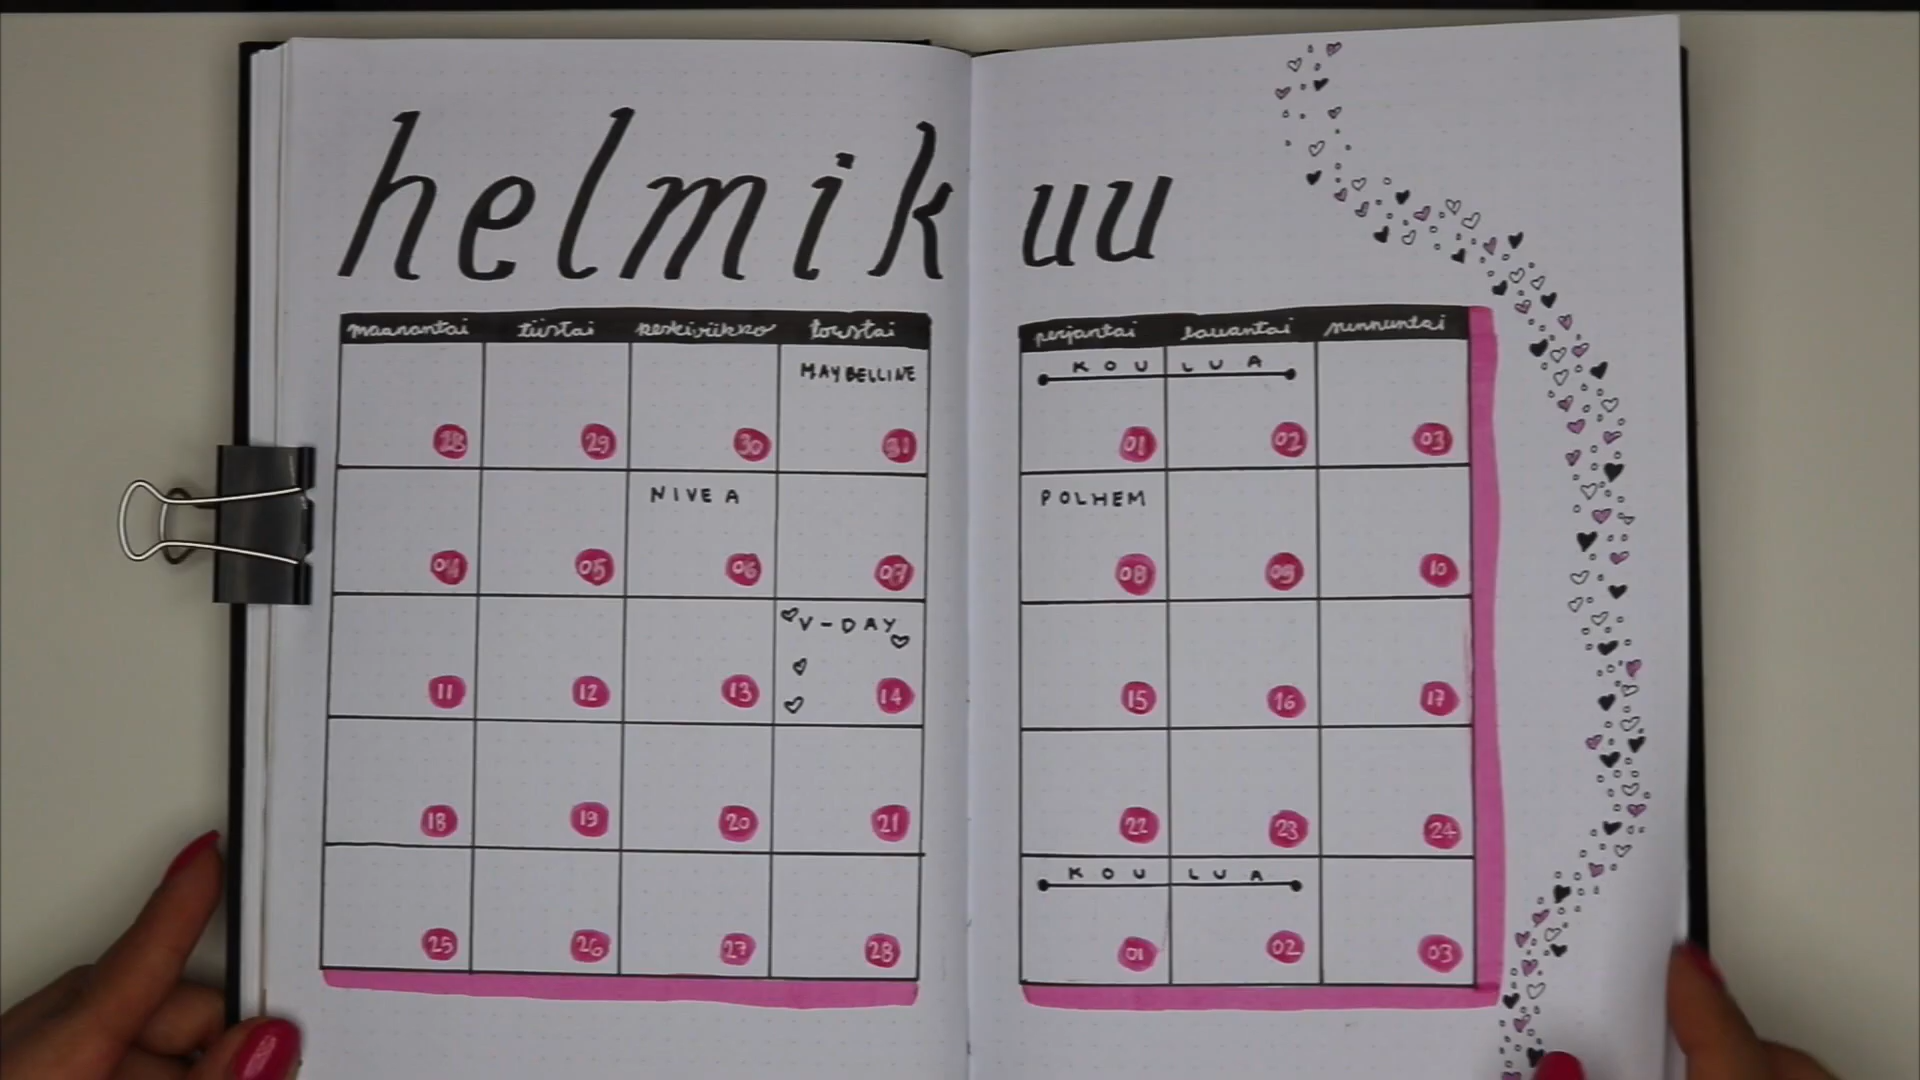 helmikuu
maanantai tiistai keskiviikko torstai perjantai lauantai sunnuntai
MAYBELLINE KOULUA
28 29 30 31 01 02 03
NIVEA POLHEM
04 05 06 07 08 09 10
V-DAY
11 12 13 14 15 16 17
18 19 20 21 22 23 24
KOULUA
25 26 27 28 01 02 03